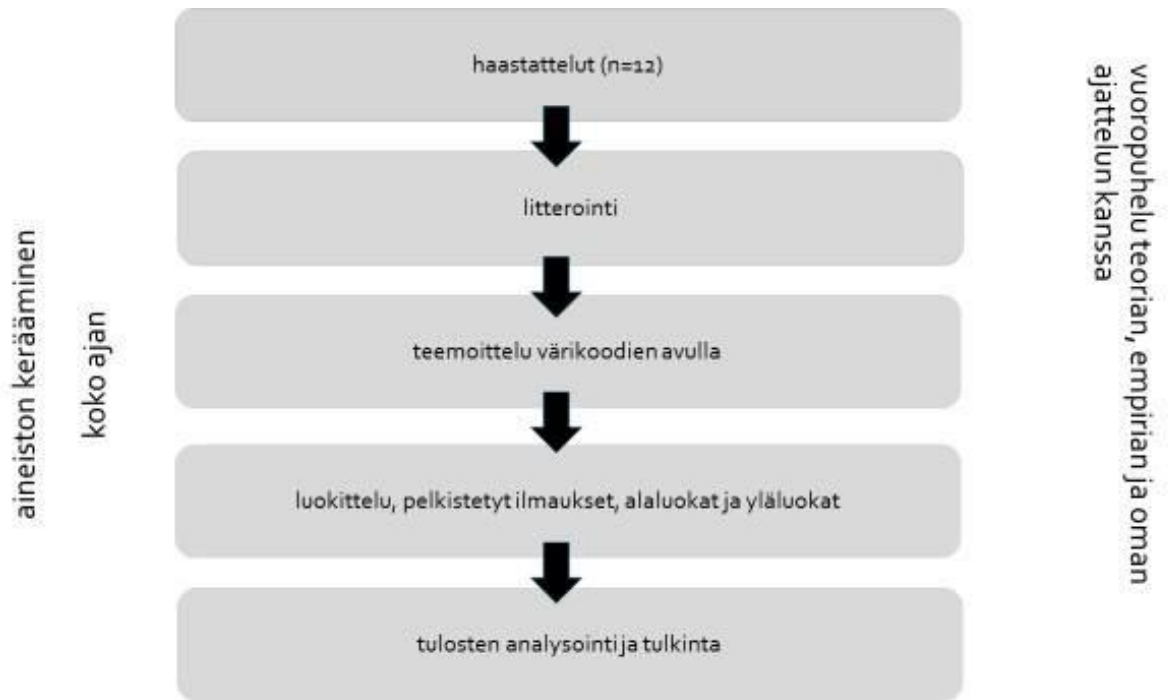 haastattelut (n=12)
litterointi
teemoittelu värikoodien avulla
luokittelu, pelkistetyt ilmaukset, alaluokat ja yläluokat
tulosten analysointi ja tulkinta
aineiston kerääminen
koko ajan
vuoropuhelu teorian, empirian ja oman
ajattelun kanssa